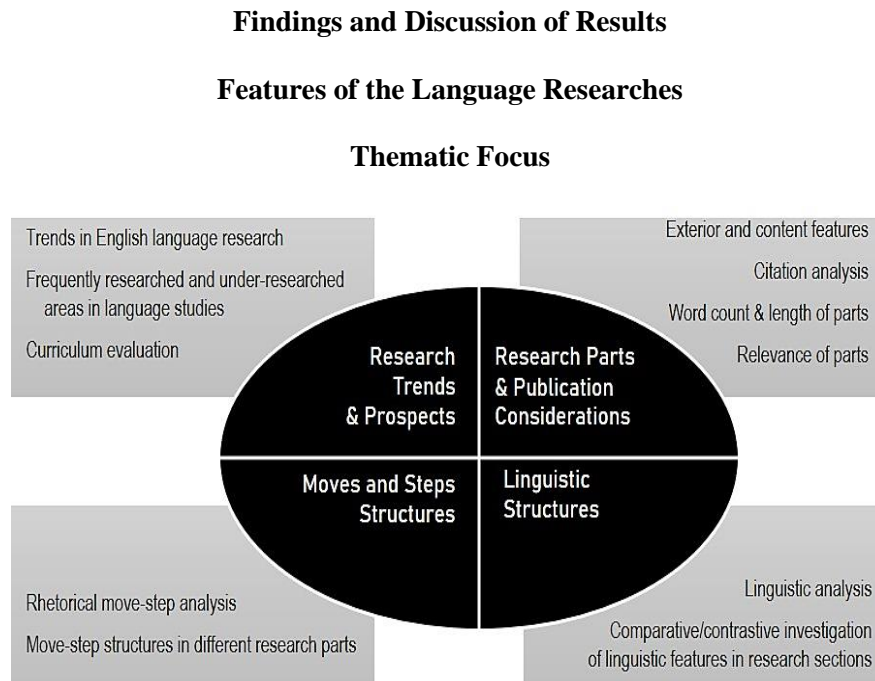 Findings and Discussion of Results
Features of the Language Researches
Thematic Focus
Trends in English language research
Frequently researched and under-researched
areas in language studies
Curriculum evaluation
Exterior and content features
Citation analysis
Word count & length of parts
Relevance of parts
Research
Trends
& Prospects
Research Parts
& Publication
Considerations
Moves and Steps
Structures
Linguistic
Structures
Rhetorical move-step analysis
Move-step structures in different research parts
Linguistic analysis
Comparative/contrastive investigation
of linguistic features in research sections